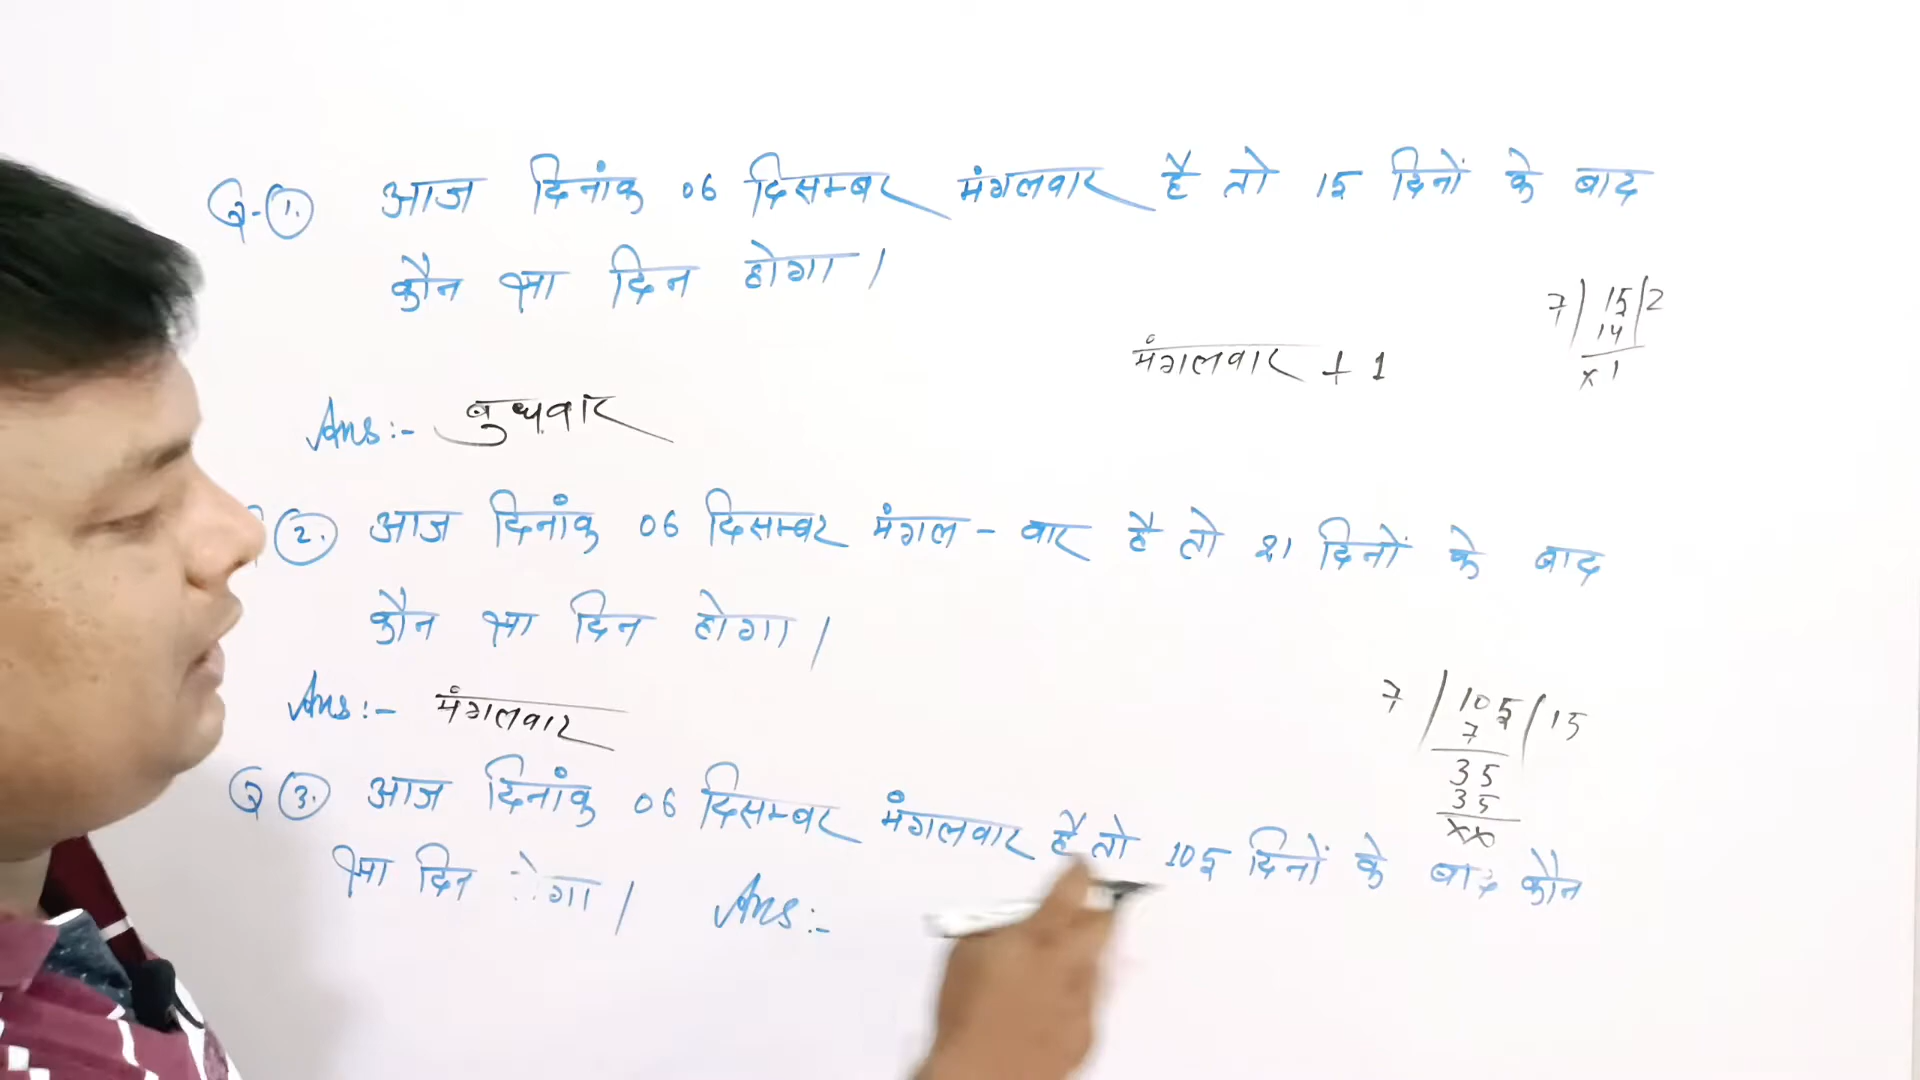 Q-1. आज दिनांक 06 दिसम्बर मंगलवार है तो 15 दिनों के बाद
कौन सा दिन होगा।
7) 15 (2
14
x 1
मंगलवार + 1
Ans:- बुधवार
2. आज दिनांक 06 दिसम्बर मंगल - वार है तो 21 दिनों के बाद
कौन सा दिन होगा।
Ans:- मंगलवार
7 / 105 / 15
7
35
35
xx
Q 3. आज दिनांक 06 दिसम्बर मंगलवार है तो 105 दिनों के बाद कौन
सा दिन ेगा। Ans:-